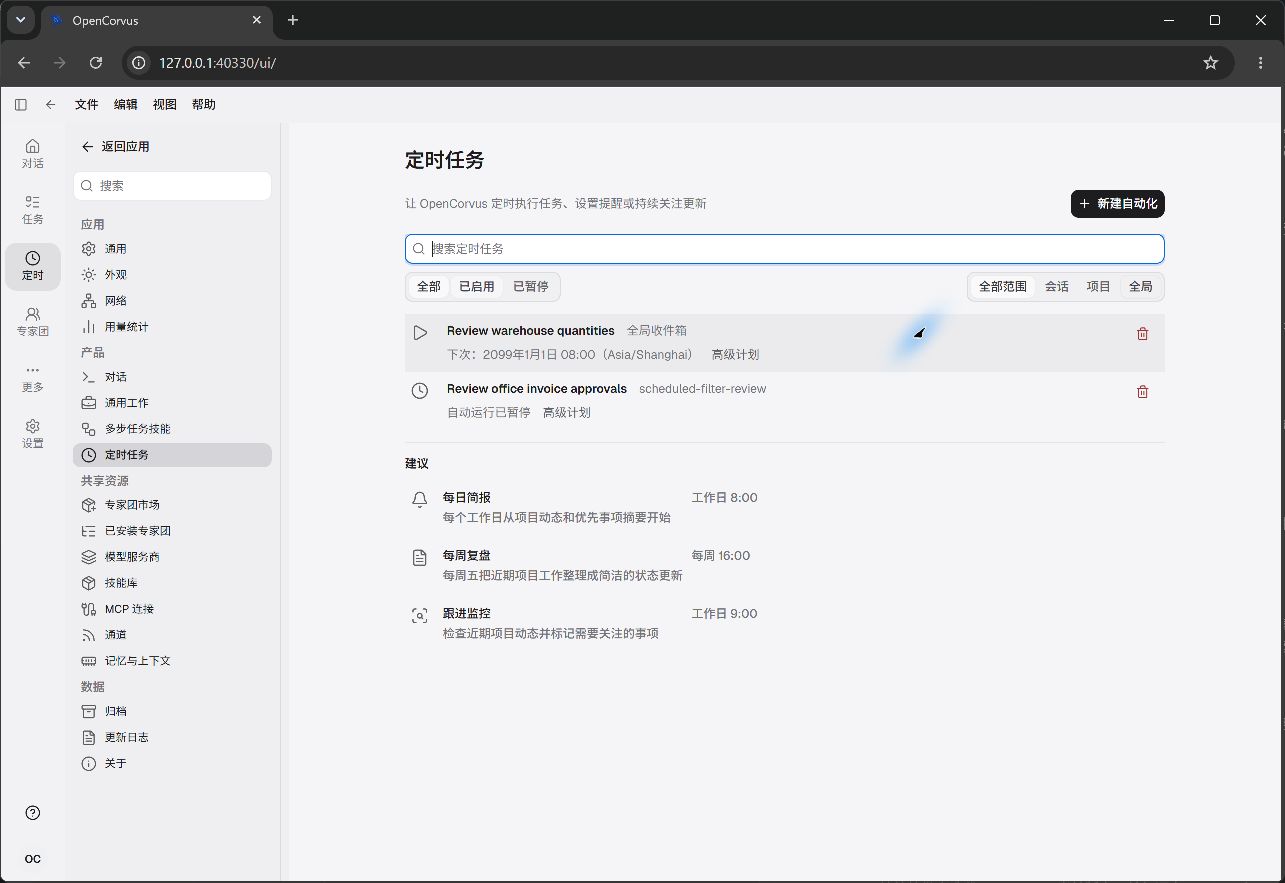 OpenCorvus
127.0.0.1:40330/ui/
文件 编辑 视图 帮助
对话
任务
定时
专家团
更多
设置
OC
返回应用
搜索
应用
通用
外观
网络
用量统计
产品
对话
通用工作
多步任务技能
定时任务
共享资源
专家团市场
已安装专家团
模型服务商
技能库
MCP 连接
通道
记忆与上下文
数据
归档
更新日志
关于
定时任务
让 OpenCorvus 定时执行任务、设置提醒或持续关注更新
新建自动化
搜索定时任务
全部 已启用 已暂停
全部范围 会话 项目 全局
Review warehouse quantities 全局收件箱
下次：2099年1月1日 08:00（Asia/Shanghai） 高级计划
Review office invoice approvals scheduled-filter-review
自动运行已暂停 高级计划
建议
每日简报 工作日 8:00
每个工作日从项目动态和优先事项摘要开始
每周复盘 每周 16:00
每周五把近期项目工作整理成简洁的状态更新
跟进监控 工作日 9:00
检查近期项目动态并标记需要关注的事项